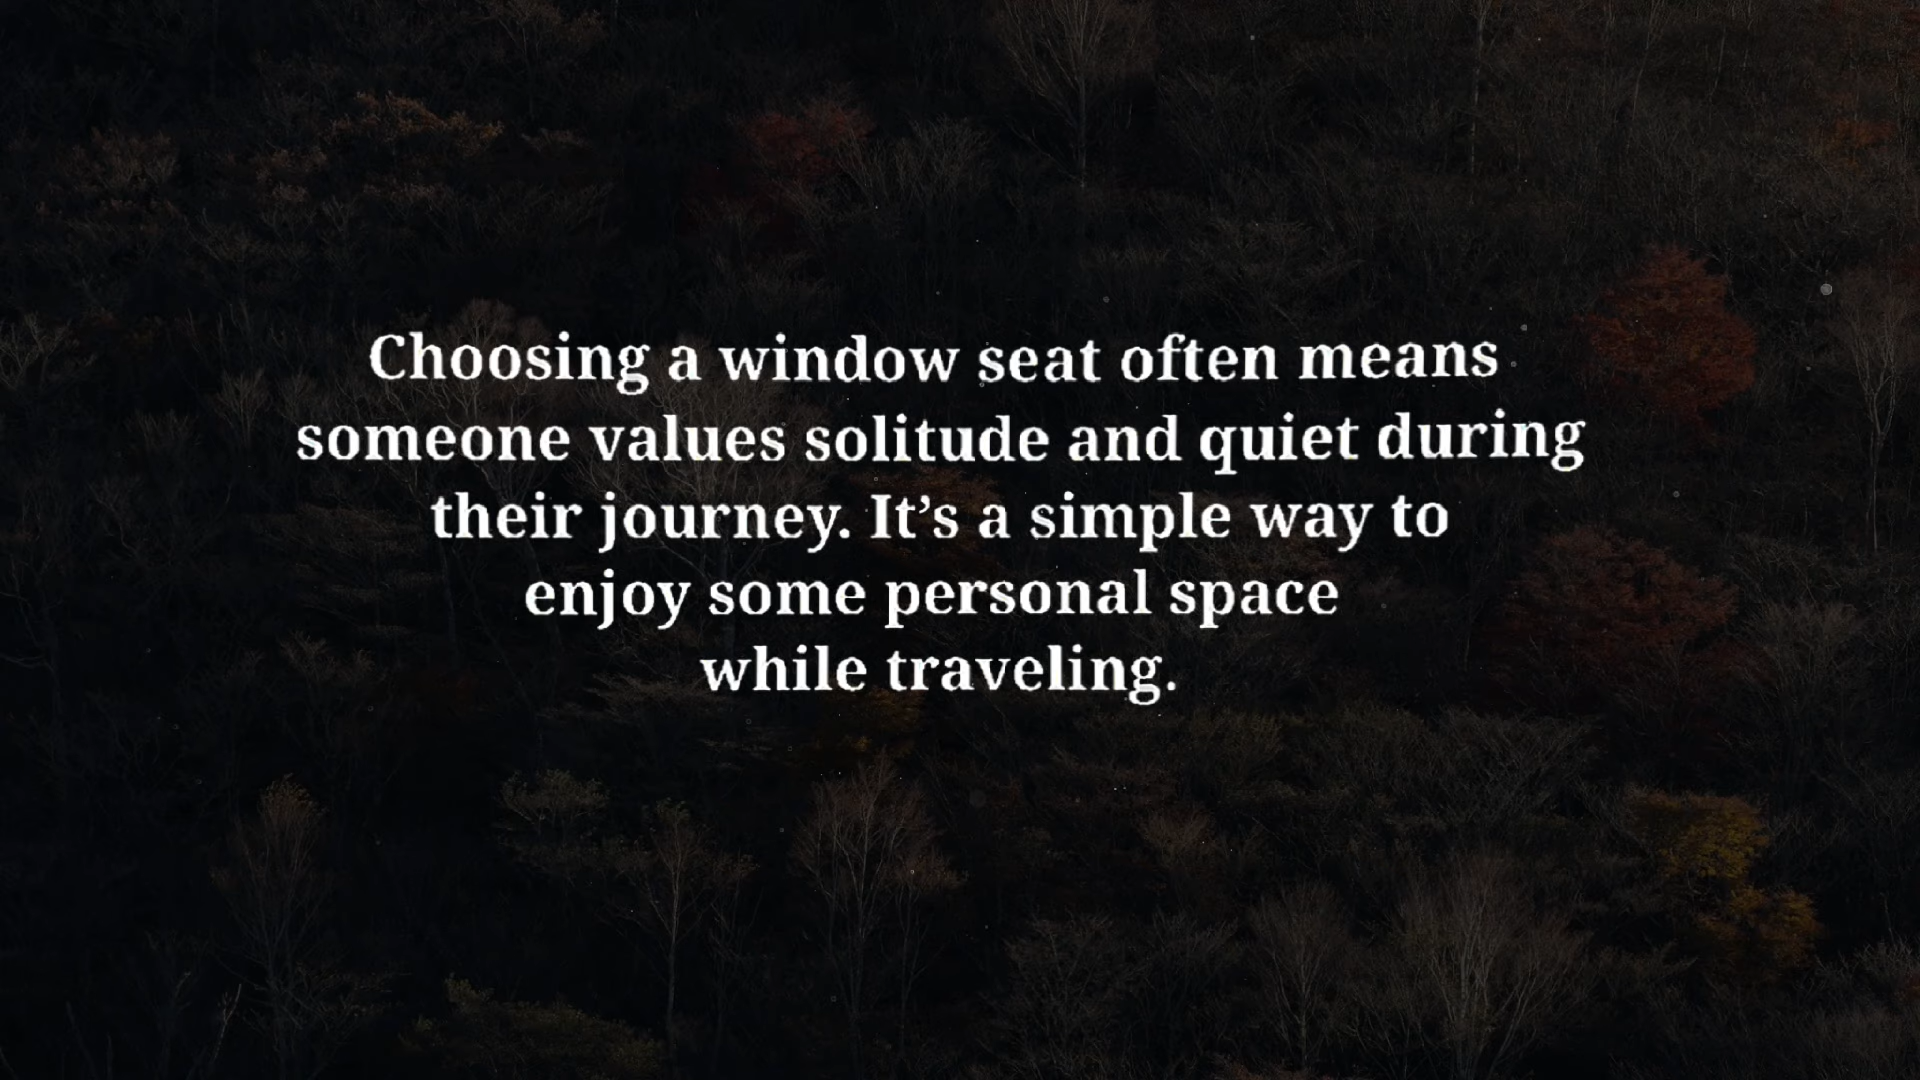 Choosing a window seat often means
someone values solitude and quiet during
their journey. It’s a simple way to
enjoy some personal space
while traveling.